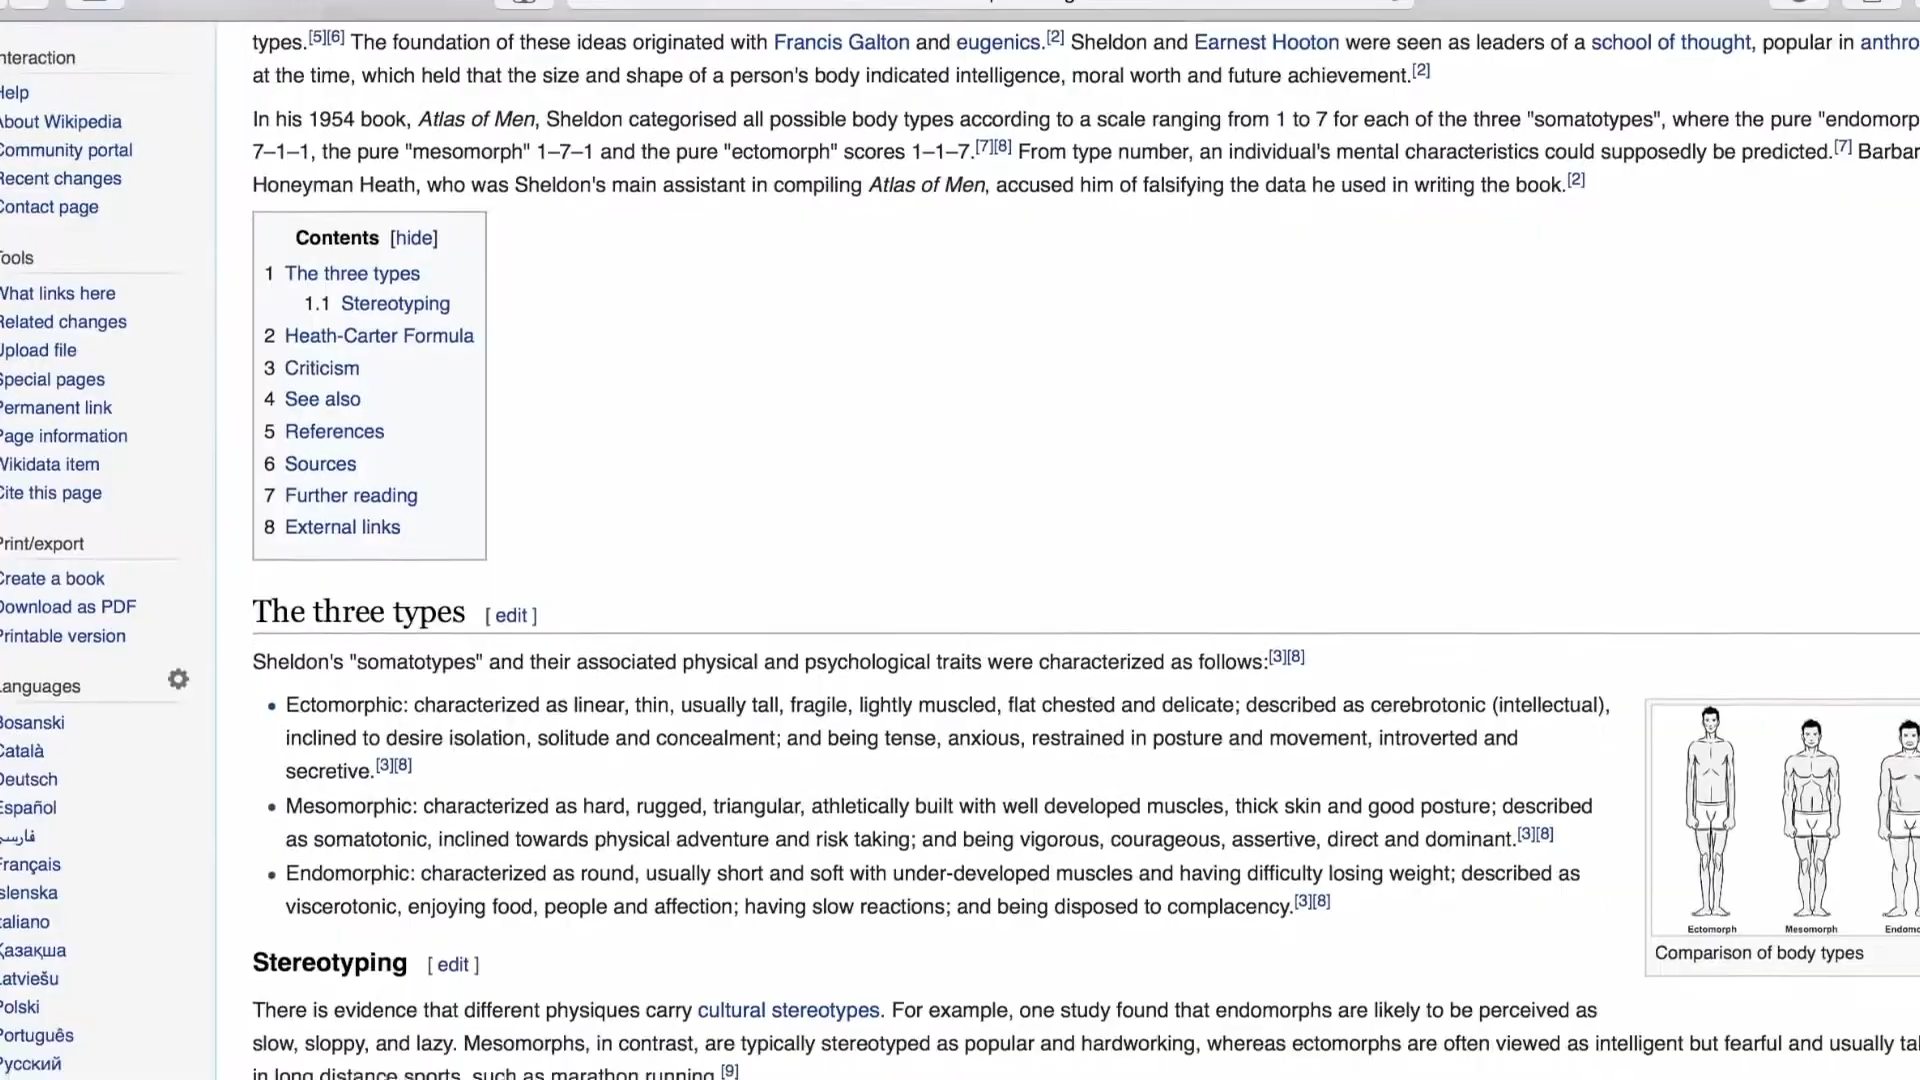 types.[5][6] The foundation of these ideas originated with Francis Galton and eugenics.[2] Sheldon and Earnest Hooton were seen as leaders of a school of thought, popular in anthro
at the time, which held that the size and shape of a person's body indicated intelligence, moral worth and future achievement.[2]
In his 1954 book, Atlas of Men, Sheldon categorised all possible body types according to a scale ranging from 1 to 7 for each of the three "somatotypes", where the pure "endomorp
7–1–1, the pure "mesomorph" 1–7–1 and the pure "ectomorph" scores 1–1–7.[7][8] From type number, an individual's mental characteristics could supposedly be predicted.[7] Barbar
Honeyman Heath, who was Sheldon's main assistant in compiling Atlas of Men, accused him of falsifying the data he used in writing the book.[2]
nteraction
Help
About Wikipedia
Community portal
Recent changes
Contact page
Tools
What links here
Related changes
Upload file
Special pages
Permanent link
Page information
Wikidata item
Cite this page
Print/export
Create a book
Download as PDF
Printable version
Languages
Bosanski
Català
Deutsch
Español
فارسی
Français
Íslenska
Italiano
Қазақша
Latviešu
Polski
Português
Русский
Contents [hide]
1 The three types
1.1 Stereotyping
2 Heath-Carter Formula
3 Criticism
4 See also
5 References
6 Sources
7 Further reading
8 External links
The three types [ edit ]
Sheldon's "somatotypes" and their associated physical and psychological traits were characterized as follows:[3][8]
• Ectomorphic: characterized as linear, thin, usually tall, fragile, lightly muscled, flat chested and delicate; described as cerebrotonic (intellectual),
inclined to desire isolation, solitude and concealment; and being tense, anxious, restrained in posture and movement, introverted and
secretive.[3][8]
• Mesomorphic: characterized as hard, rugged, triangular, athletically built with well developed muscles, thick skin and good posture; described
as somatotonic, inclined towards physical adventure and risk taking; and being vigorous, courageous, assertive, direct and dominant.[3][8]
• Endomorphic: characterized as round, usually short and soft with under-developed muscles and having difficulty losing weight; described as
viscerotonic, enjoying food, people and affection; having slow reactions; and being disposed to complacency.[3][8]
Ectomorph Mesomorph Endomo
Comparison of body types
Stereotyping [ edit ]
There is evidence that different physiques carry cultural stereotypes. For example, one study found that endomorphs are likely to be perceived as
slow, sloppy, and lazy. Mesomorphs, in contrast, are typically stereotyped as popular and hardworking, whereas ectomorphs are often viewed as intelligent but fearful and usually ta
in long distance sports, such as marathon running.[9]